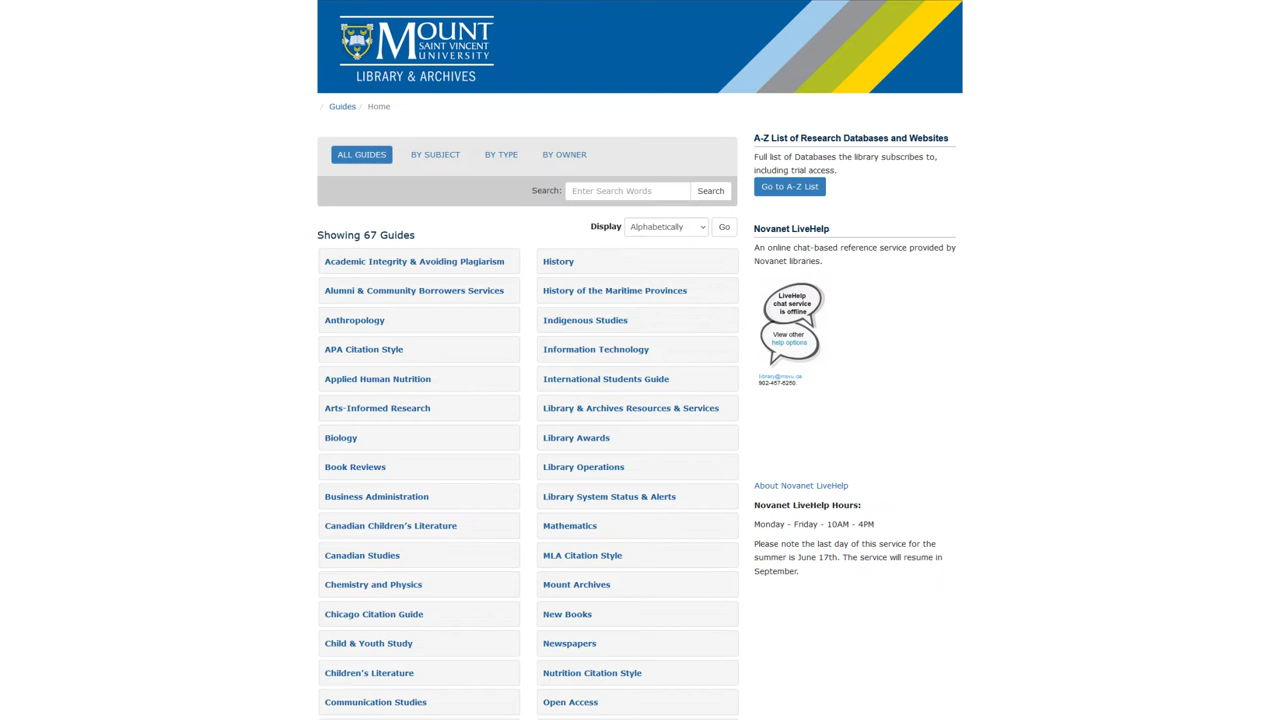 MOUNT
SAINT VINCENT
UNIVERSITY
LIBRARY & ARCHIVES
/ Guides / Home
ALL GUIDES BY SUBJECT BY TYPE BY OWNER
Search: Enter Search Words Search
Showing 67 Guides
Display Alphabetically Go
Academic Integrity & Avoiding Plagiarism
Alumni & Community Borrowers Services
Anthropology
APA Citation Style
Applied Human Nutrition
Arts-Informed Research
Biology
Book Reviews
Business Administration
Canadian Children's Literature
Canadian Studies
Chemistry and Physics
Chicago Citation Guide
Child & Youth Study
Children's Literature
Communication Studies
History
History of the Maritime Provinces
Indigenous Studies
Information Technology
International Students Guide
Library & Archives Resources & Services
Library Awards
Library Operations
Library System Status & Alerts
Mathematics
MLA Citation Style
Mount Archives
New Books
Newspapers
Nutrition Citation Style
Open Access
A-Z List of Research Databases and Websites
Full list of Databases the library subscribes to,
including trial access.
Go to A-Z List
Novanet LiveHelp
An online chat-based reference service provided by
Novanet libraries.
LiveHelp
chat service
is offline
View other
help options
library@msvu.ca
902-457-6250
About Novanet LiveHelp
Novanet LiveHelp Hours:
Monday - Friday - 10AM - 4PM
Please note the last day of this service for the
summer is June 17th. The service will resume in
September.